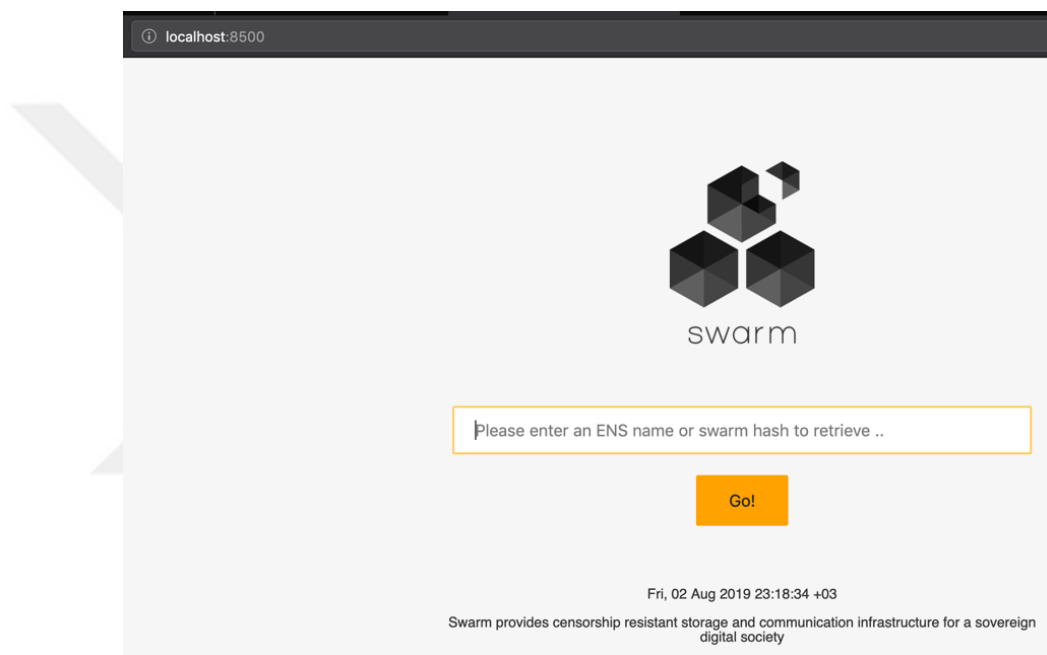 localhost:8500
swarm
Please enter an ENS name or swarm hash to retrieve ..
Go!
Fri, 02 Aug 2019 23:18:34 +03
Swarm provides censorship resistant storage and communication infrastructure for a sovereign
digital society